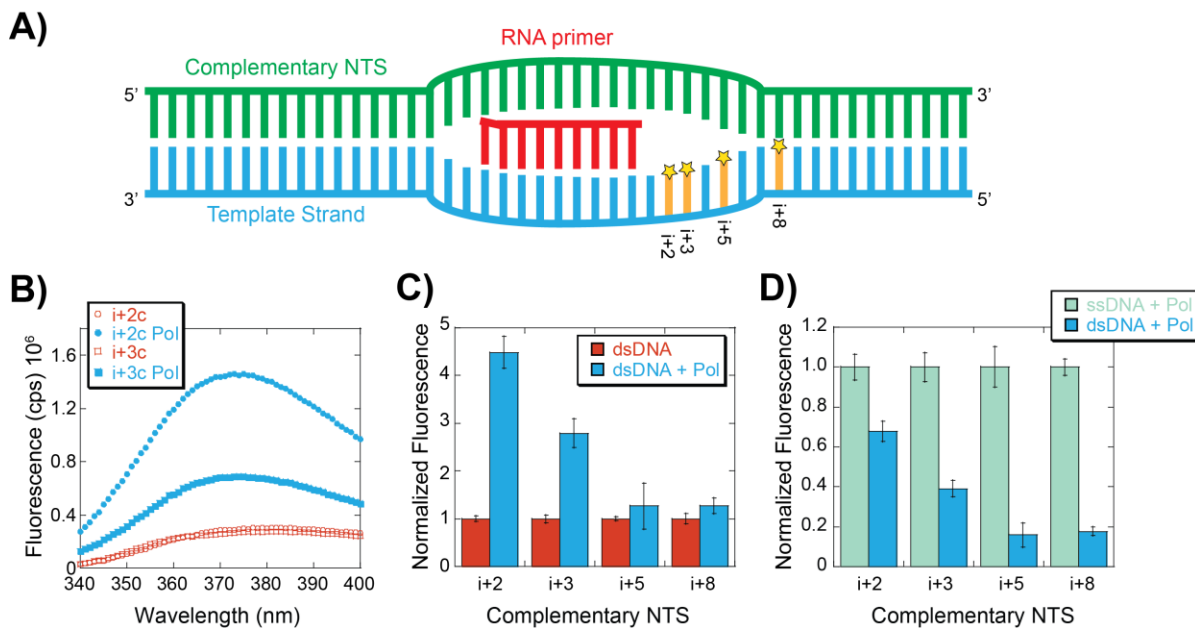 A)
RNA primer
Complementary NTS
5’
3’
3’
5’
Template Strand
i+2
i+3
i+5
i+8
B)
i+2c
i+2c Pol
i+3c
i+3c Pol
Fluorescence (cps) 10⁶
1.6
1.2
0.8
0.3
0
340
350
360
370
380
390
400
Wavelength (nm)
C)
dsDNA
dsDNA + Pol
Normalized Fluorescence
5
4
3
2
1
0
i+2
i+3
i+5
i+8
Complementary NTS
D)
ssDNA + Pol
dsDNA + Pol
Normalized Fluorescence
1.2
1.0
0.8
0.6
0.4
0.2
0
i+2
i+3
i+5
i+8
Complementary NTS